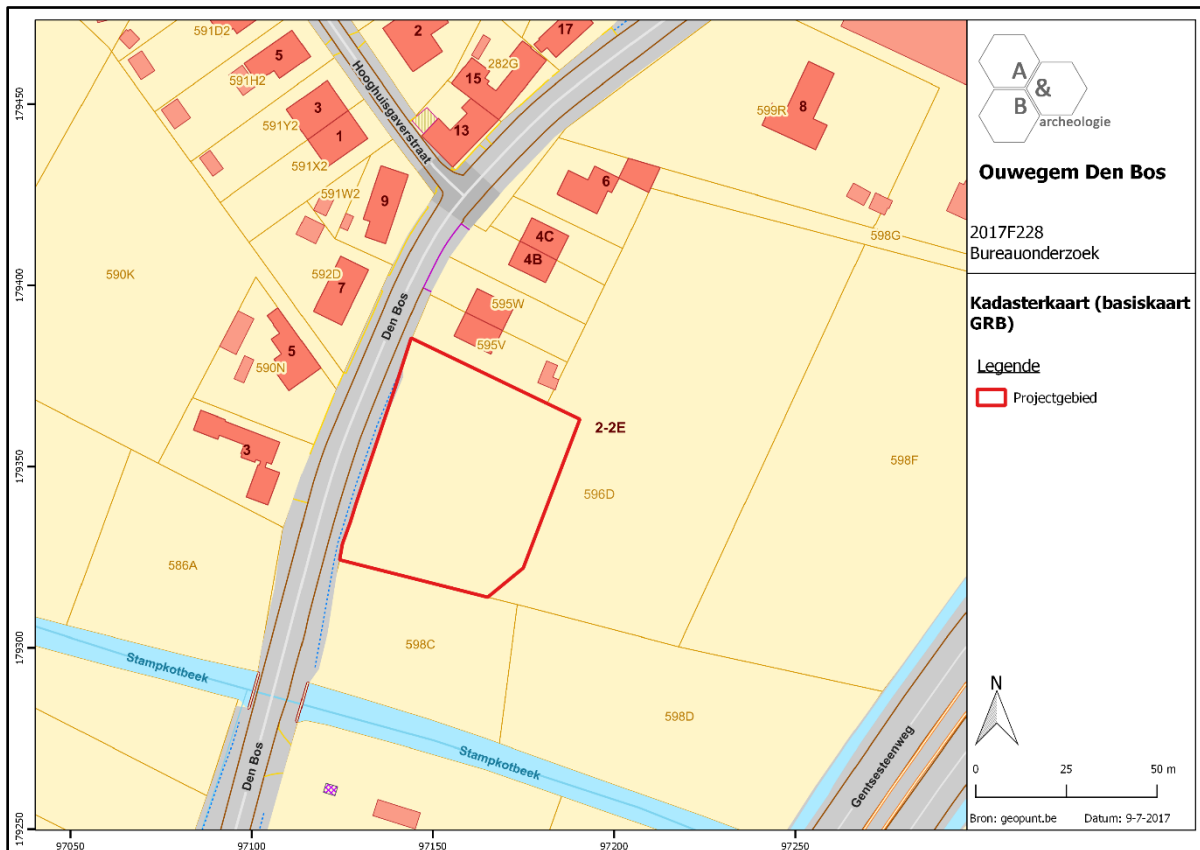 591D2
5
591H2
2
17
282G
15
13
3
1
591Y2
591X2
Hooghuisgaverstraat
599R
8
591W2
9
6
598G
4C
4B
590K
592D
7
Den Bos
595W
595V
590N
5
3
2-2E
598F
596D
586A
598C
Stampkotbeek
598D
Stampkotbeek
Den Bos
Gentsesteenweg
179450
179400
179350
179300
179250
97050
97100
97150
97200
97250
A
&
B
archeologie
Ouwegem Den Bos
2017F228
Bureauonderzoek
Kadasterkaart (basiskaart
GRB)
Legende
Projectgebied
N
0 25 50 m
Bron: geopunt.be Datum: 9-7-2017